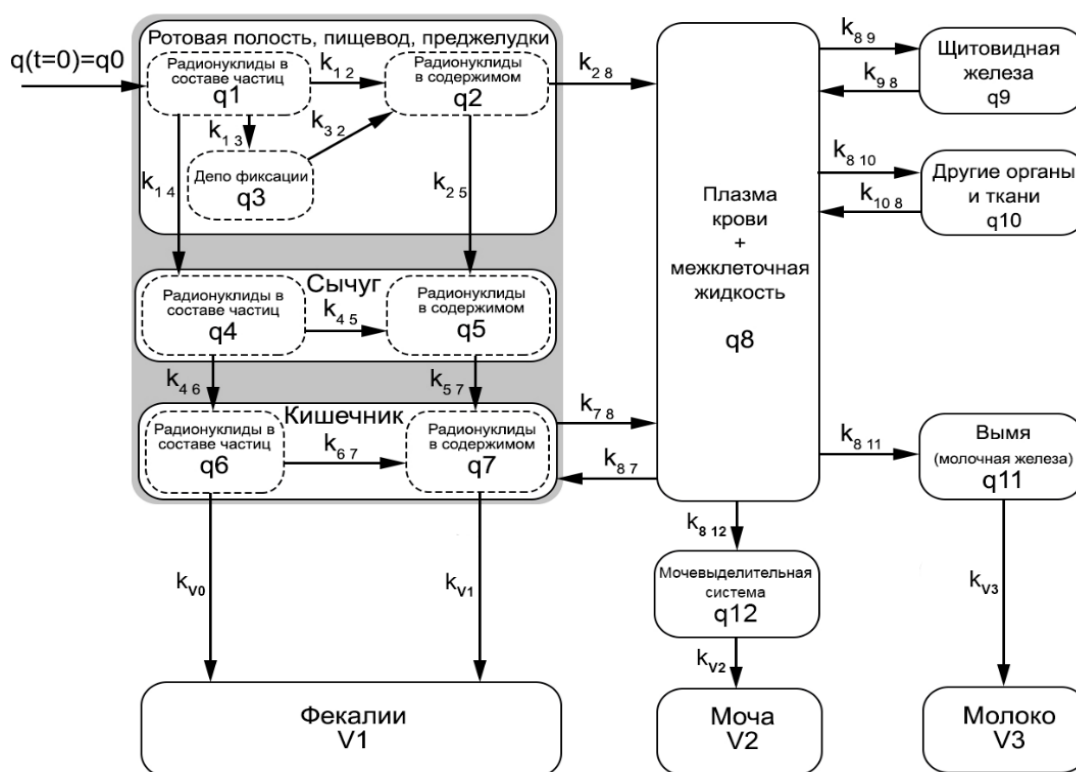 Ротовая полость, пищевод, преджелудки
q(t=0)=q0
Радионуклиды в
составе частиц
q1
k1 2
Радионуклиды
в содержимом
q2
k2 8
k1 3
k3 2
Депо фиксации
q3
k1 4
k2 5
Сычуг
Радионуклиды в
составе частиц
q4
k4 5
Радионуклиды
в содержимом
q5
k4 6
k5 7
Кишечник
Радионуклиды в
составе частиц
q6
k6 7
Радионуклиды
в содержимом
q7
k7 8
k8 7
Плазма
крови
+
межклеточная
жидкость
q8
k8 9
k9 8
Щитовидная
железа
q9
k8 10
k10 8
Другие органы
и ткани
q10
k8 11
Вымя
(молочная железа)
q11
k8 12
Мочевыделительная
система
q12
kV0
kV1
kV2
kV3
Фекалии
V1
Моча
V2
Молоко
V3